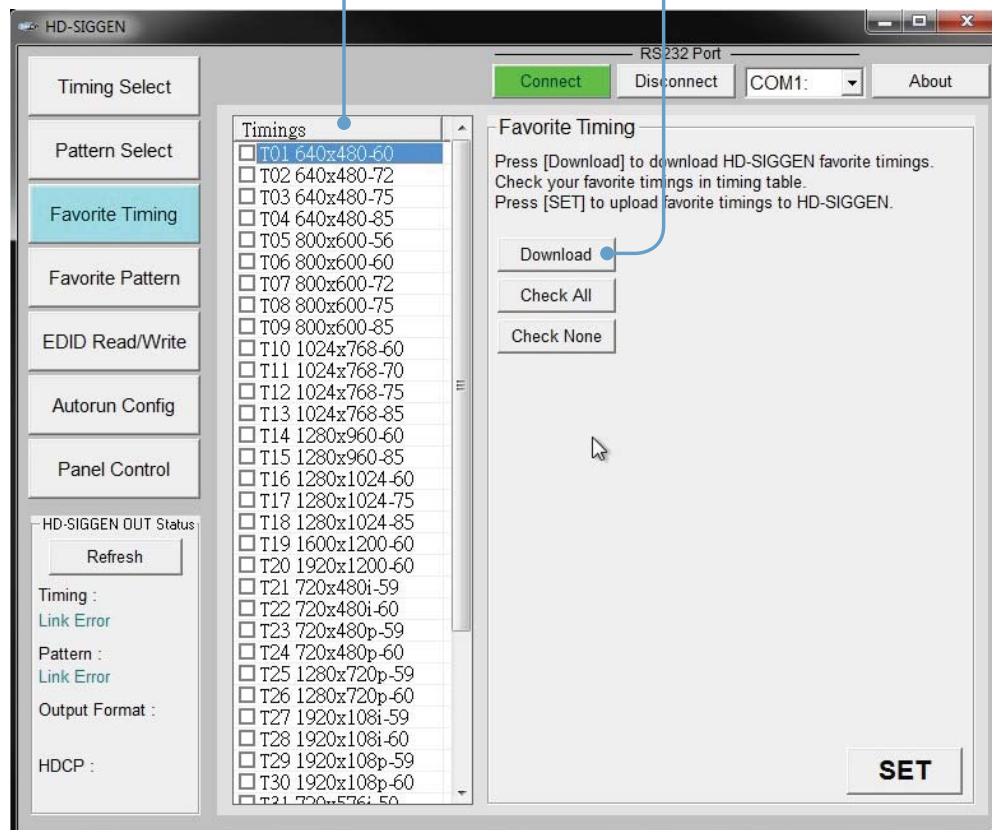 HD-SIGGEN
RS232 Port
Connect
Disconnect
COM1:
About
Timing Select
Pattern Select
Favorite Timing
Favorite Pattern
EDID Read/Write
Autorun Config
Panel Control
HD-SIGGEN OUT Status
Refresh
Timing :
Link Error
Pattern :
Link Error
Output Format :
HDCP :
Timings
T01 640x480-60
T02 640x480-72
T03 640x480-75
T04 640x480-85
T05 800x600-56
T06 800x600-60
T07 800x600-72
T08 800x600-75
T09 800x600-85
T10 1024x768-60
T11 1024x768-70
T12 1024x768-75
T13 1024x768-85
T14 1280x960-60
T15 1280x960-85
T16 1280x1024-60
T17 1280x1024-75
T18 1280x1024-85
T19 1600x1200-60
T20 1920x1200-60
T21 720x480i-59
T22 720x480i-60
T23 720x480p-59
T24 720x480p-60
T25 1280x720p-59
T26 1280x720p-60
T27 1920x108i-59
T28 1920x108i-60
T29 1920x108p-59
T30 1920x108p-60
T31 720x576i-50
Favorite Timing
Press [Download] to download HD-SIGGEN favorite timings.
Check your favorite timings in timing table.
Press [SET] to upload favorite timings to HD-SIGGEN.
Download
Check All
Check None
SET